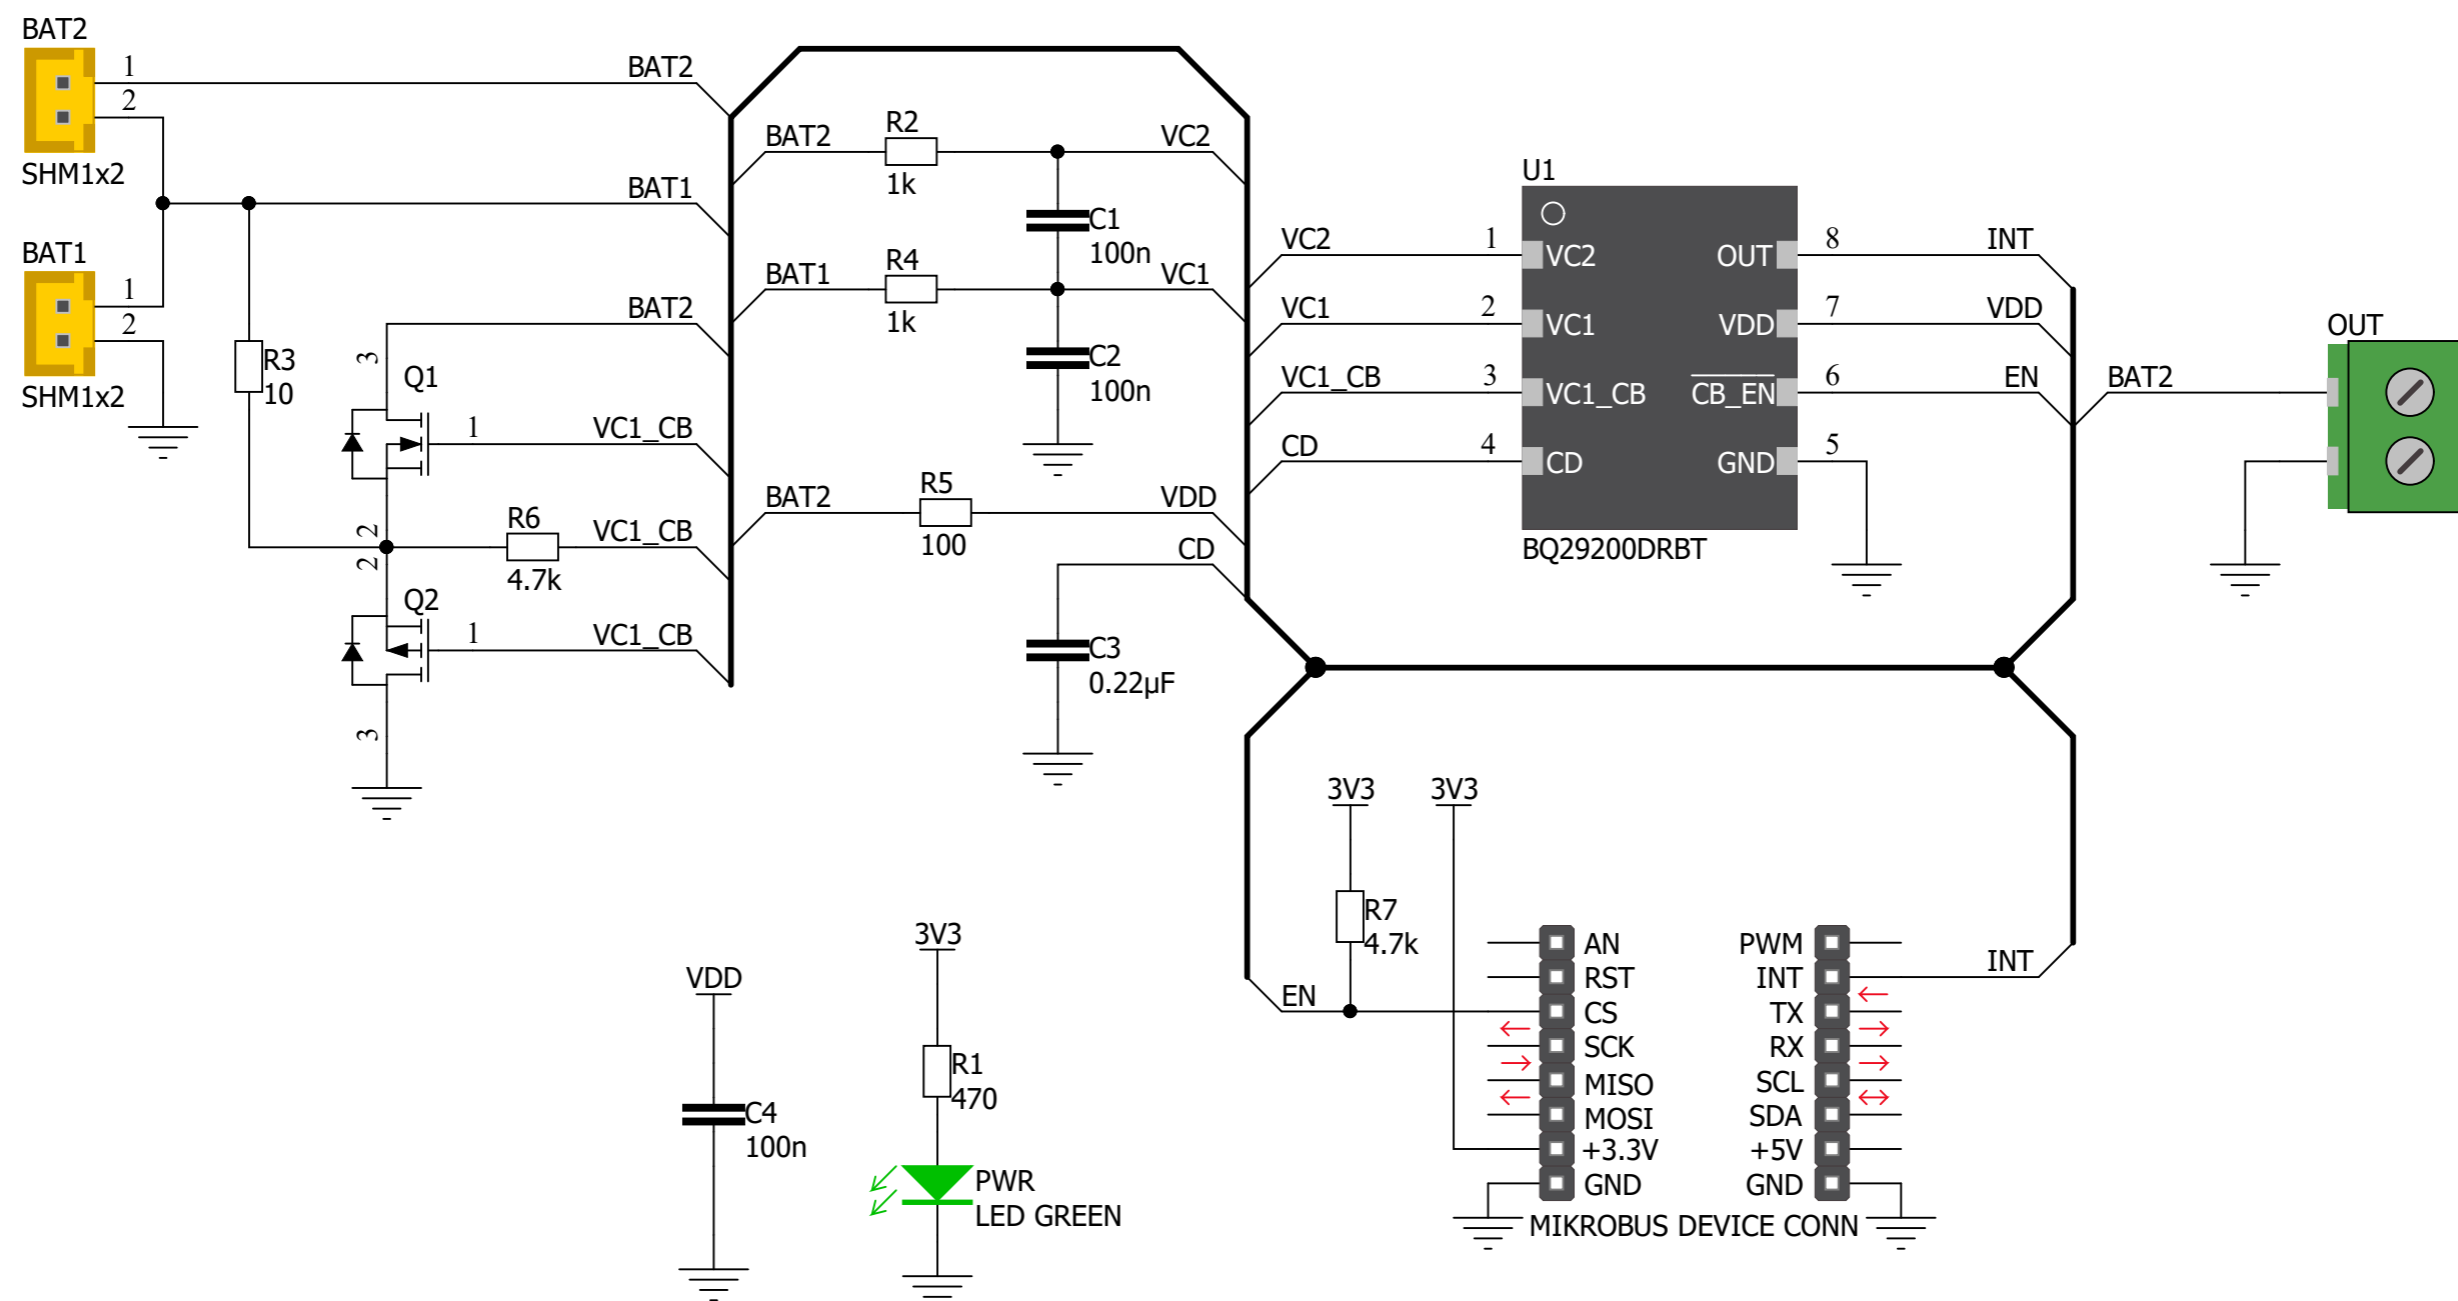 BAT2
1
2
SHM1x2
BAT1
1
2
SHM1x2
R3
10
BAT2
BAT1
BAT2
3
Q1
1
VC1_CB
2
2
R6
4.7k
VC1_CB
Q2
1
VC1_CB
3
BAT2
R2
1k
VC2
C1
100n
BAT1
R4
1k
VC1
C2
100n
BAT2
R5
100
VDD
CD
C3
0.22µF
U1
VC2
1
VC2
OUT
8
INT
VC1
2
VC1
VDD
7
VDD
VC1_CB
3
VC1_CB
CB_EN
6
EN
CD
4
CD
GND
5
BQ29200DRBT
BAT2
OUT
VDD
C4
100n
3V3
R1
470
PWR
LED GREEN
3V3
3V3
R7
4.7k
EN
AN
PWM
RST
INT
INT
CS
TX
SCK
RX
MISO
SCL
MOSI
SDA
+3.3V
+5V
GND
GND
MIKROBUS DEVICE CONN